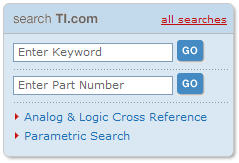 search TI.com all searches
Enter Keyword GO
Enter Part Number GO
Analog & Logic Cross Reference
Parametric Search